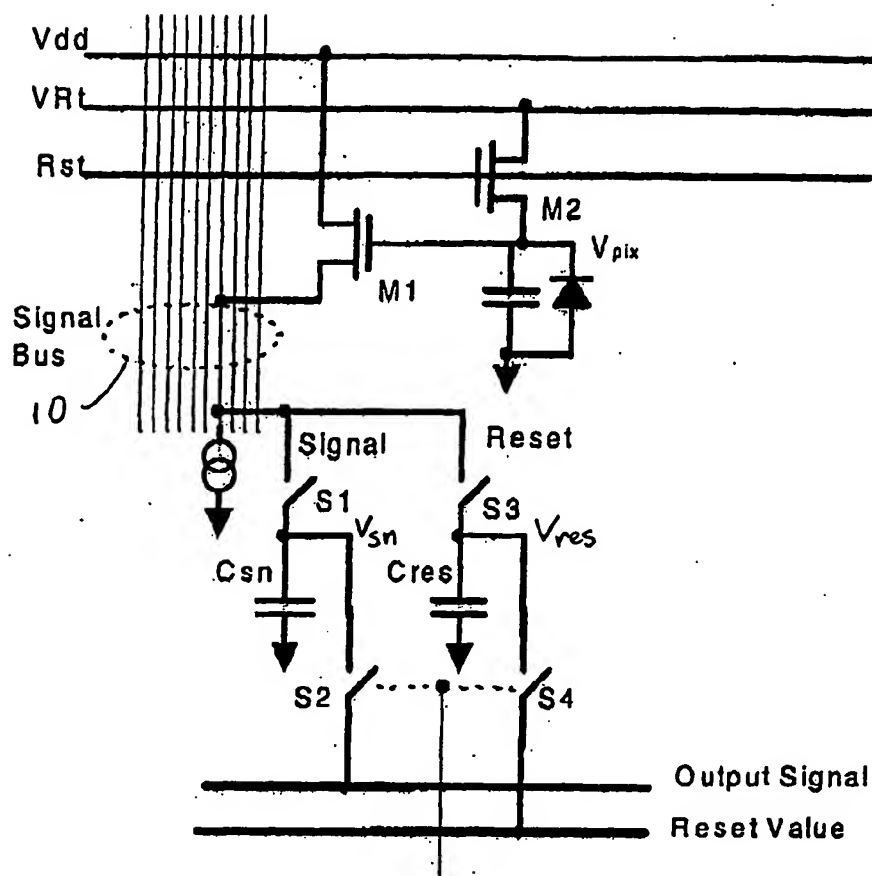 Vdd
VRt
Rst
M2
Vpix
M1
Signal
Bus
10
Signal
Reset
S1
S3
Vsn
Vres
Csn
Cres
S2
S4
Output Signal
Reset Value